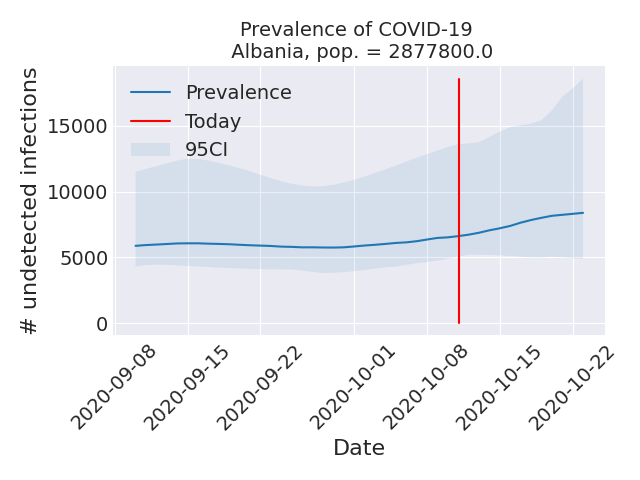 Prevalence of COVID-19
Albania, pop. = 2877800.0
# undetected infections
15000
10000
5000
0
Prevalence
Today
95CI
2020-09-08
2020-09-15
2020-09-22
2020-10-01
2020-10-08
2020-10-15
2020-10-22
Date